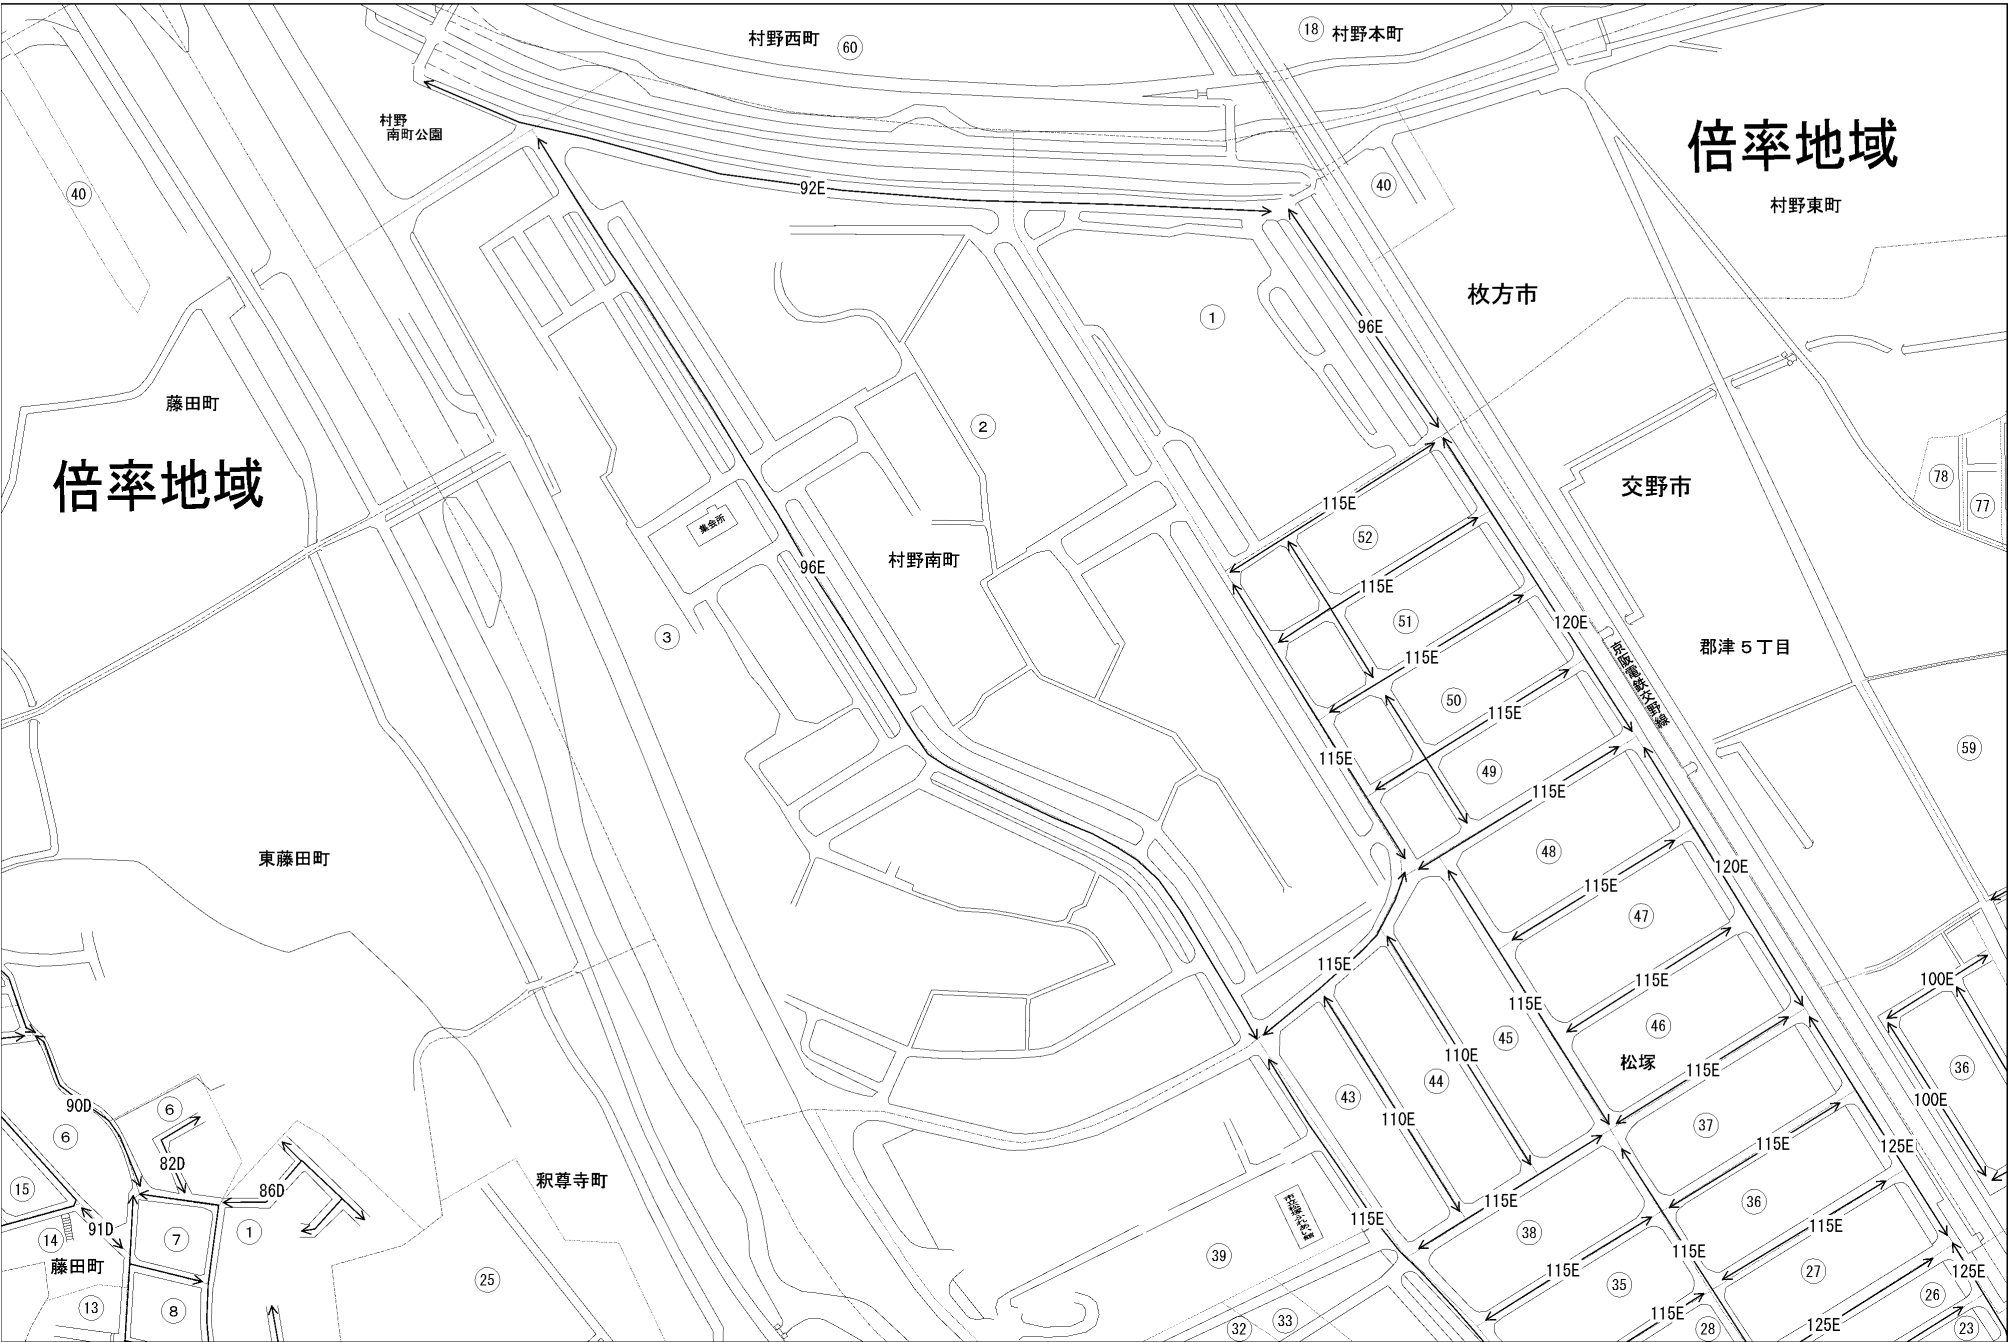 村野西町
60
18
村野本町
倍率地域
村野
南町公園
40
40
92E
村野東町
枚方市
1
96E
藤田町
2
倍率地域
78
交野市
77
115E
集会所
52
村野南町
96E
115E
51
120E
3
115E
郡津5丁目
京阪電鉄交野線
50
115E
59
115E
49
115E
東藤田町
48
120E
115E
47
115E
100E
115E
115E
46
45
110E
松塚
115E
44
36
43
100E
110E
90D
6
6
37
115E
125E
82D
釈尊寺町
15
86D
115E
36
115E
115E
91D
1
38
14
7
115E
39
藤田町
25
115E
27
125E
35
13
8
26
115E
32
33
28
125E
23